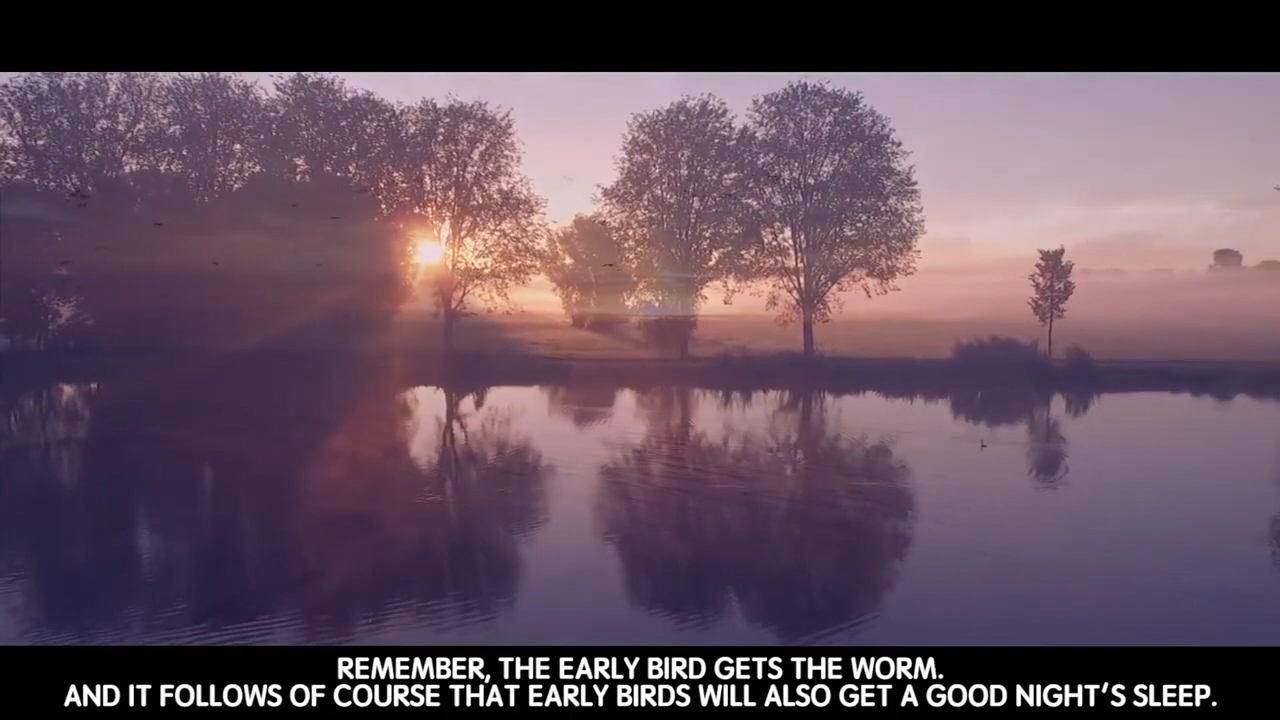 REMEMBER, THE EARLY BIRD GETS THE WORM.
AND IT FOLLOWS OF COURSE THAT EARLY BIRDS WILL ALSO GET A GOOD NIGHT'S SLEEP.